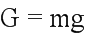 G = mg